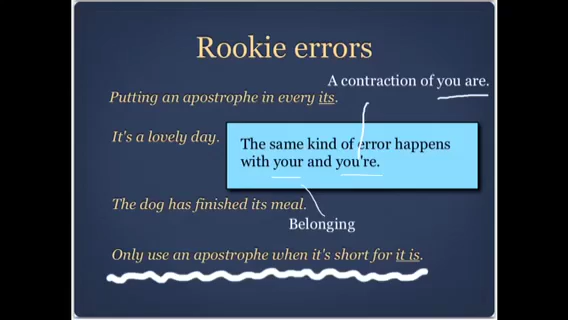 Rookie errors
A contraction of you are.
Putting an apostrophe in every its.
It's a lovely day.
The same kind of error happens
with your and you're.
The dog has finished its meal.
Belonging
Only use an apostrophe when it's short for it is.